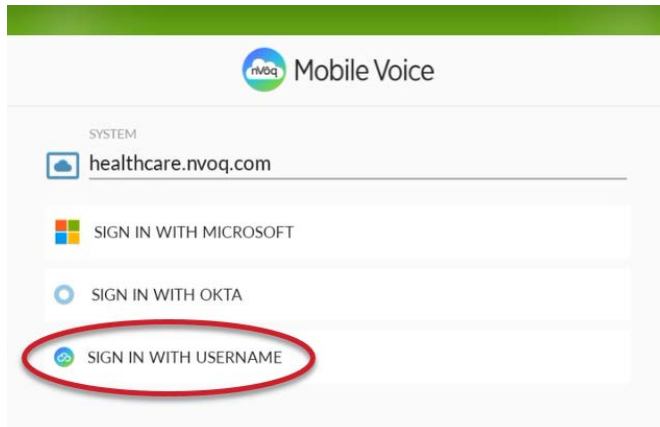 nvoq Mobile Voice
SYSTEM
healthcare.nvoq.com
SIGN IN WITH MICROSOFT
SIGN IN WITH OKTA
SIGN IN WITH USERNAME